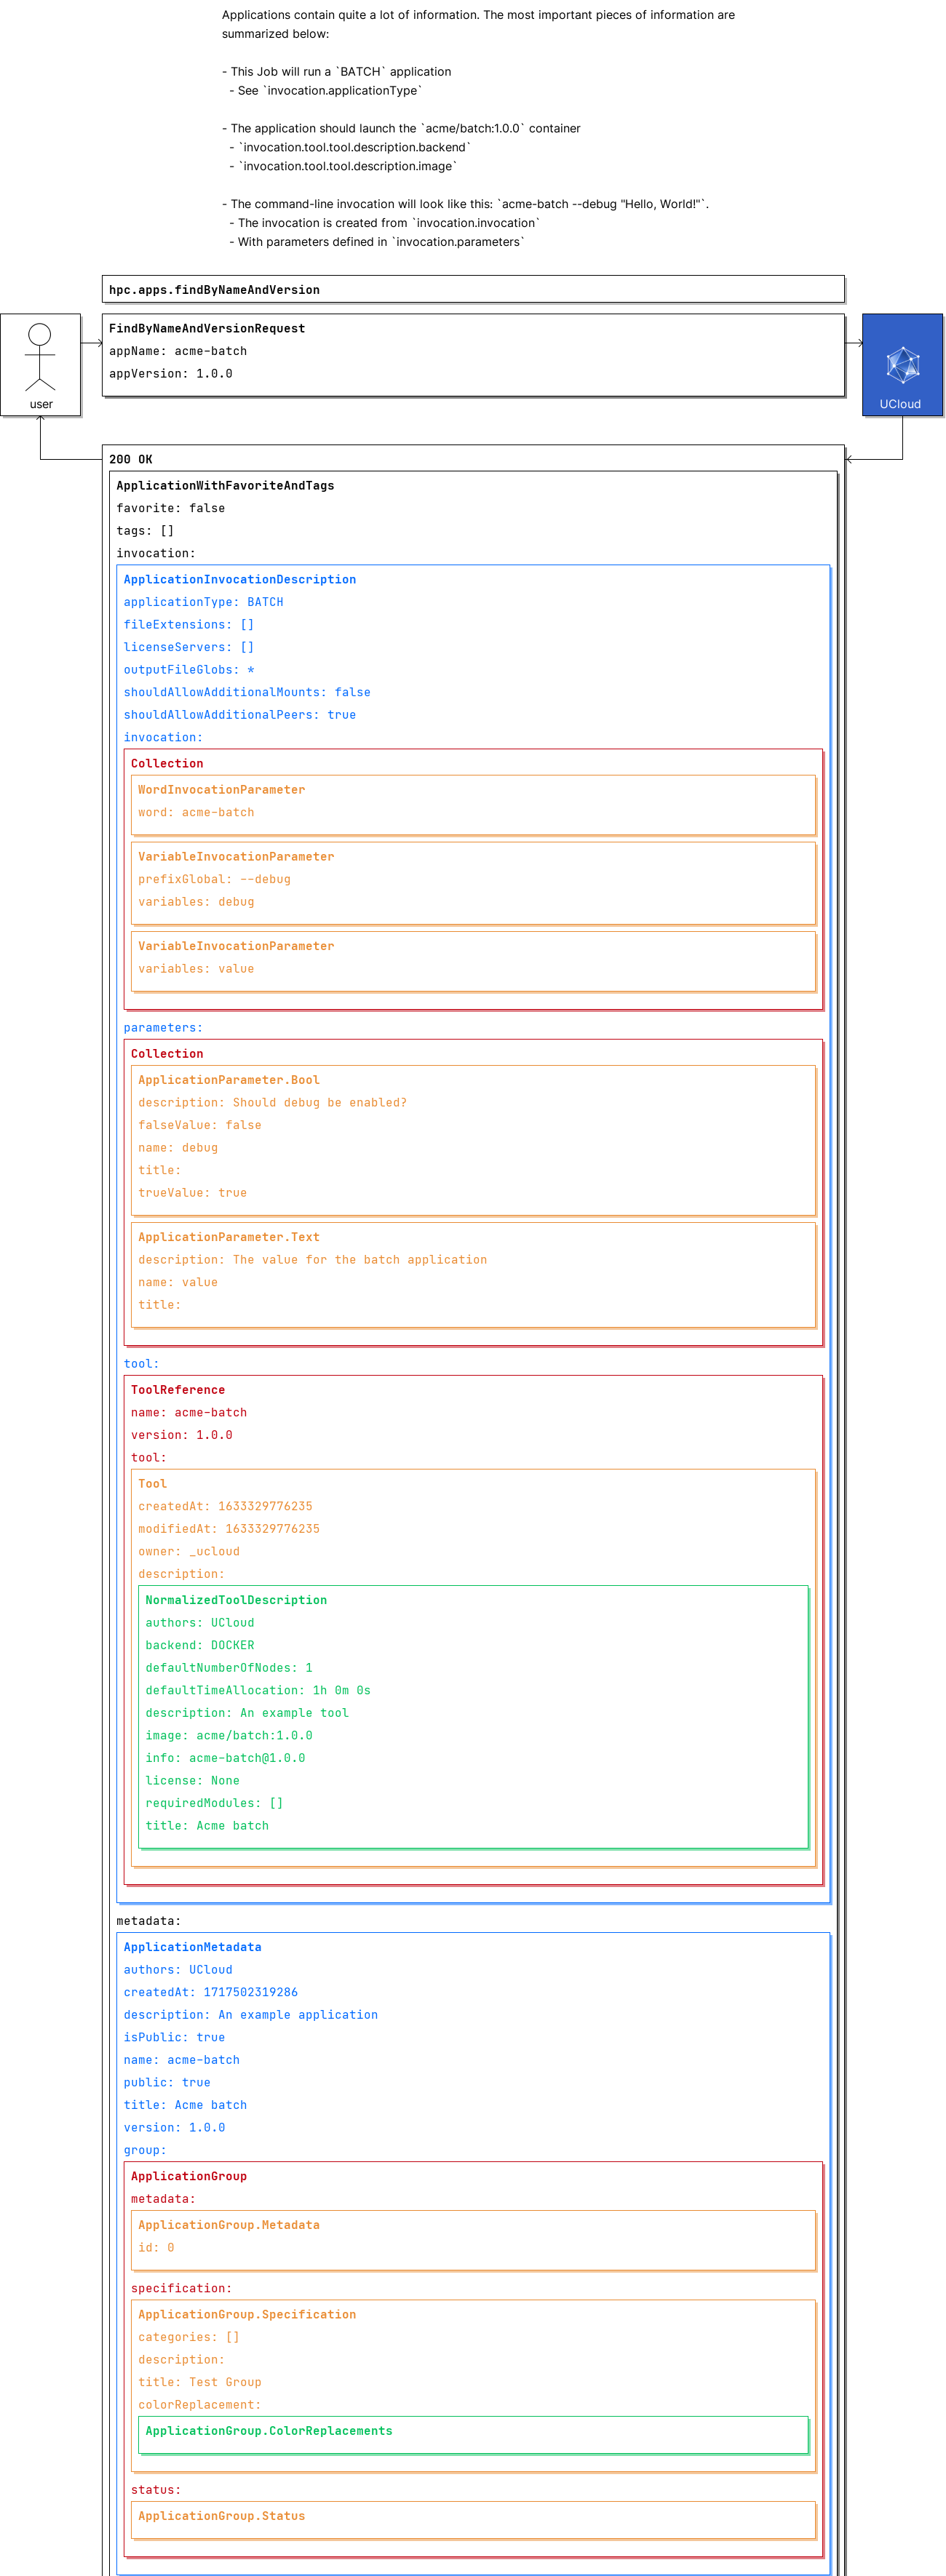 Applications contain quite a lot of information. The most important pieces of information are
summarized below:
- This Job will run a `BATCH` application
- See `invocation.applicationType`
- The application should launch the `acme/batch:1.0.0` container
- `invocation.tool.tool.description.backend`
- `invocation.tool.tool.description.image`
- The command-line invocation will look like this: `acme-batch --debug "Hello, World!"`.
- The invocation is created from `invocation.invocation`
- With parameters defined in `invocation.parameters`
hpc.apps.findByNameAndVersion
FindByNameAndVersionRequest
appName: acme-batch
appVersion: 1.0.0
user
UCloud
200 OK
ApplicationWithFavoriteAndTags
favorite: false
tags: []
invocation:
ApplicationInvocationDescription
applicationType: BATCH
fileExtensions: []
licenseServers: []
outputFileGlobs: *
shouldAllowAdditionalMounts: false
shouldAllowAdditionalPeers: true
invocation:
Collection
WordInvocationParameter
word: acme-batch
VariableInvocationParameter
prefixGlobal: --debug
variables: debug
VariableInvocationParameter
variables: value
parameters:
Collection
ApplicationParameter.Bool
description: Should debug be enabled?
falseValue: false
name: debug
title:
trueValue: true
ApplicationParameter.Text
description: The value for the batch application
name: value
title:
tool:
ToolReference
name: acme-batch
version: 1.0.0
tool:
Tool
createdAt: 1633329776235
modifiedAt: 1633329776235
owner: _ucloud
description:
NormalizedToolDescription
authors: UCloud
backend: DOCKER
defaultNumberOfNodes: 1
defaultTimeAllocation: 1h 0m 0s
description: An example tool
image: acme/batch:1.0.0
info: acme-batch@1.0.0
license: None
requiredModules: []
title: Acme batch
metadata:
ApplicationMetadata
authors: UCloud
createdAt: 1717502319286
description: An example application
isPublic: true
name: acme-batch
public: true
title: Acme batch
version: 1.0.0
group:
ApplicationGroup
metadata:
ApplicationGroup.Metadata
id: 0
specification:
ApplicationGroup.Specification
categories: []
description:
title: Test Group
colorReplacement:
ApplicationGroup.ColorReplacements
status:
ApplicationGroup.Status